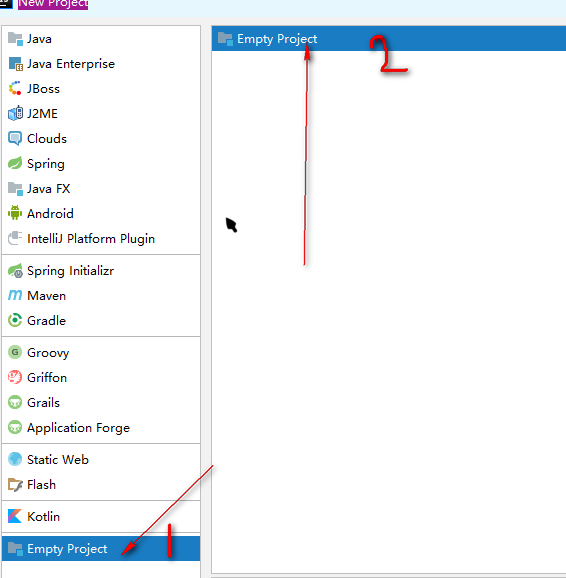 New Project
Java
Java Enterprise
JBoss
J2ME
Clouds
Spring
Java FX
Android
IntelliJ Platform Plugin
Spring Initializr
Maven
Gradle
Groovy
Griffon
Grails
Application Forge
Static Web
Flash
Kotlin
Empty Project
1
Empty Project
2